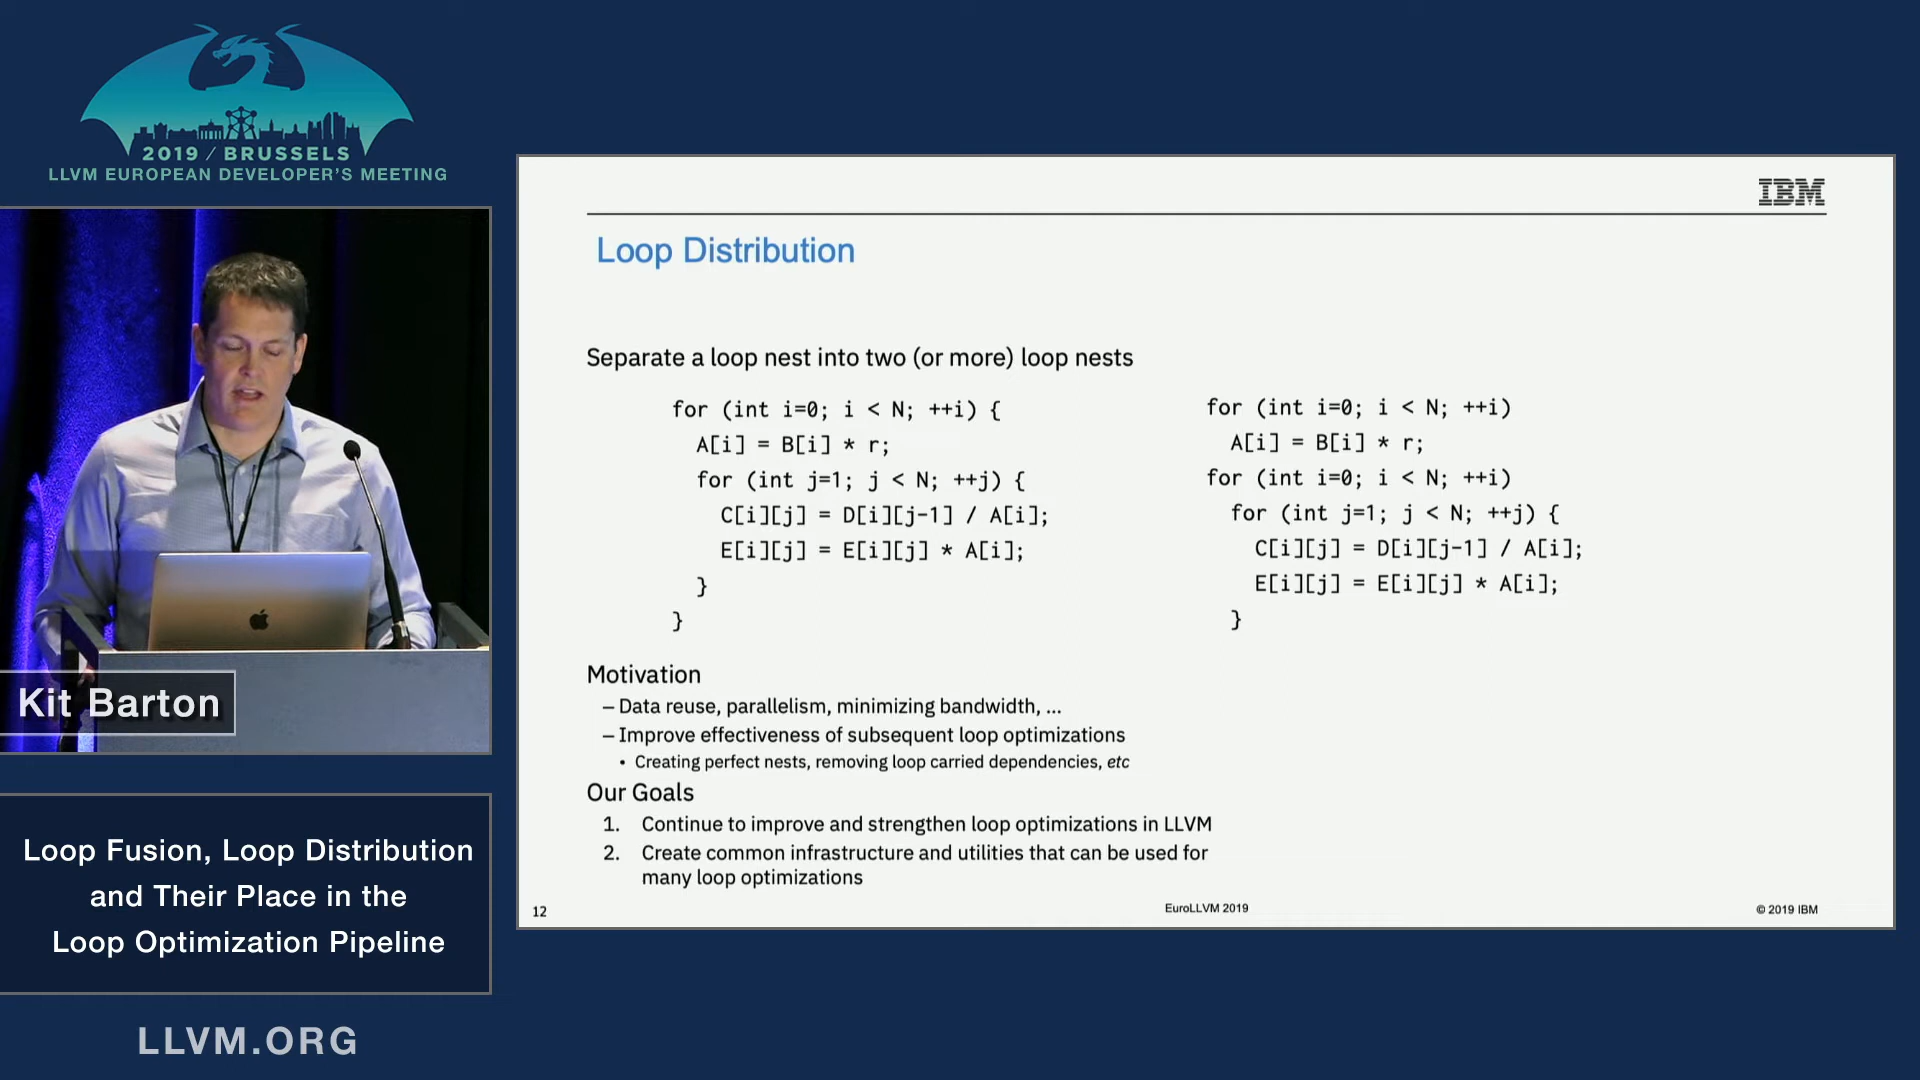 2019 / BRUSSELS
LLVM EUROPEAN DEVELOPER'S MEETING
Kit Barton
Loop Fusion, Loop Distribution
and Their Place in the
Loop Optimization Pipeline
LLVM.ORG
IBM
Loop Distribution
Separate a loop nest into two (or more) loop nests
for (int i=0; i < N; ++i) {
A[i] = B[i] * r;
for (int j=1; j < N; ++j) {
C[i][j] = D[i][j-1] / A[i];
E[i][j] = E[i][j] * A[i];
}
}
for (int i=0; i < N; ++i)
A[i] = B[i] * r;
for (int i=0; i < N; ++i)
for (int j=1; j < N; ++j) {
C[i][j] = D[i][j-1] / A[i];
E[i][j] = E[i][j] * A[i];
}
Motivation
– Data reuse, parallelism, minimizing bandwidth, ...
– Improve effectiveness of subsequent loop optimizations
• Creating perfect nests, removing loop carried dependencies, etc
Our Goals
1. Continue to improve and strengthen loop optimizations in LLVM
2. Create common infrastructure and utilities that can be used for
many loop optimizations
12
EuroLLVM 2019
© 2019 IBM